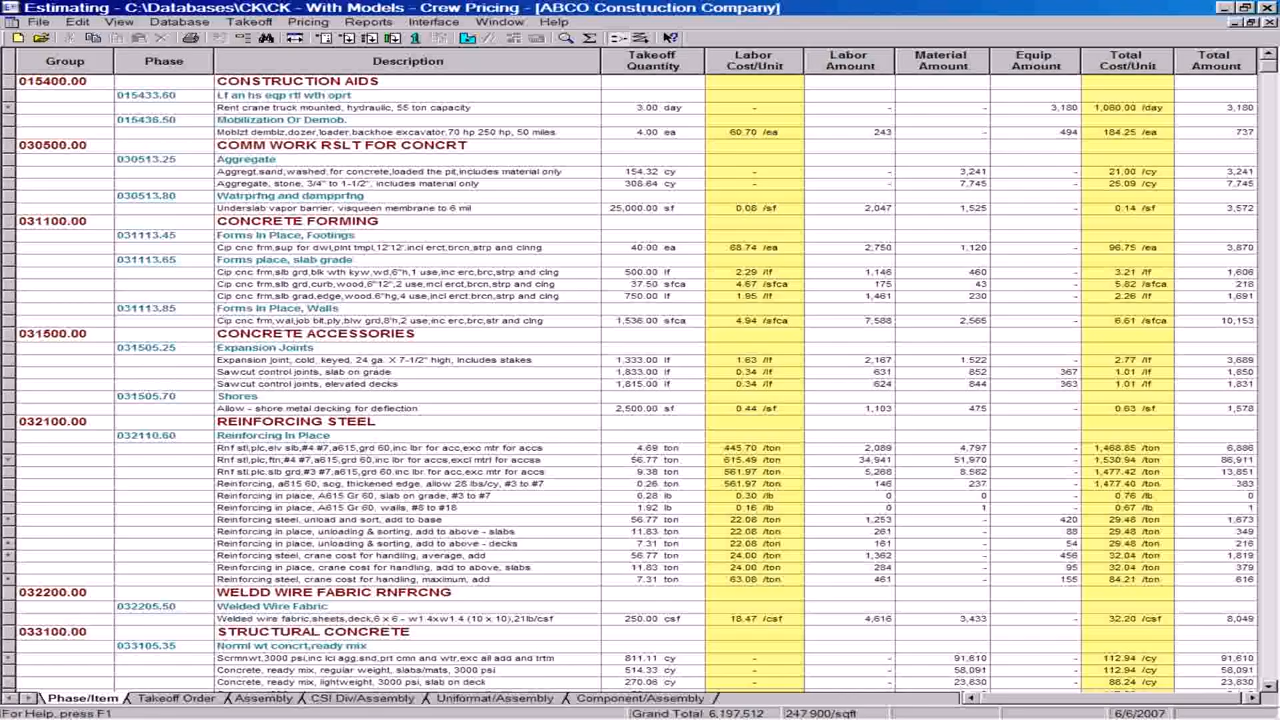 Estimating - C:\Databases\CK\CK - With Models - Crew Pricing - [ABCO Construction Company]
File Edit View Database Takeoff Pricing Reports Interface Window Help
Group Phase Description Takeoff Quantity Labor Cost/Unit Labor Amount Material Amount Equip Amount Total Cost/Unit Total Amount
015400.00 CONSTRUCTION AIDS
015433.60 i.f an hs eqp rtl wth oprt
Rent crane truck mounted, hydraulic, 55 ton capacity 3.00 day - - - 3,180 1,060.00 /day 3,180
015436.50 Mobilization Or Demob.
Moblzt demblz,dozer,loader,backhoe excavator,70 hp 250 hp, 50 miles 4.00 ea 60.70 /ea 243 - 494 184.25 /ea 737
030500.00 COMM WORK RSLT FOR CONCRT
030513.25 Aggregate
Aggregt,sand,washed,for concrete,loaded the pit,includes material only 154.32 cy - - 3,241 - 21.00 /cy 3,241
Aggregate, stone, 3/4" to 1-1/2", includes material only 308.64 cy - - 7,745 - 25.09 /cy 7,745
030513.80 Watrprfng and dampprfng
Underslab vapor barrier, visqueen membrane to 6 mil 25,000.00 sf 0.08 /sf 2,047 1,525 - 0.14 /sf 3,572
031100.00 CONCRETE FORMING
031113.45 Forms In Place, Footings
Cip cnc frm,sup for dwl,plnt tmpl,12'12',incl erct,brcn,strp and clnng 40.00 ea 68.74 /ea 2,750 1,120 - 96.75 /ea 3,870
031113.65 Forms place, slab grade
Cip cnc frm,slb grd,blk wth kyw,wd,6"h,1 use,inc erc,brc,strp and clng 500.00 lf 2.29 /lf 1,146 460 - 3.21 /lf 1,606
Cip cnc frm,slb grd,curb,wood,6"12",2 use,incl erct,brcn,strp and clng 37.50 sfca 4.67 /sfca 175 43 - 5.82 /sfca 218
Cip cnc frm,slb grad,edge,wood,6"hg,4 use,incl erct,brcn,strp and clng 750.00 lf 1.95 /lf 1,461 230 - 2.26 /lf 1,691
031113.85 Forms In Place, Walls
Cip cnc frm,wal,job blt,ply,blw grd,8'h,2 use,inc erc,brc,str and clng 1,536.00 sfca 4.94 /sfca 7,588 2,565 - 6.61 /sfca 10,153
031500.00 CONCRETE ACCESSORIES
031505.25 Expansion Joints
Expansion joint, cold, keyed, 24 ga. X 7-1/2" high, includes stakes 1,333.00 lf 1.63 /lf 2,167 1,522 - 2.77 /lf 3,689
Sawcut control joints, slab on grade 1,833.00 lf 0.34 /lf 631 852 367 1.01 /lf 1,850
Sawcut control joints, elevated decks 1,815.00 lf 0.34 /lf 624 844 363 1.01 /lf 1,831
031505.70 Shores
Allow - shore metal decking for deflection 2,500.00 sf 0.44 /sf 1,103 475 - 0.63 /sf 1,578
032100.00 REINFORCING STEEL
032110.60 Reinforcing In Place
Rnf stl,plc,elv slb,#4 #7,a615,grd 60,inc lbr for acc,exc mtr for accs 4.69 ton 445.70 /ton 2,089 4,797 - 1,468.85 /ton 6,886
Rnf stl,plc,ftn,#4 #7,a615,grd 60,inc lbr for accs,excl mtrl for accss 56.77 ton 615.49 /ton 34,941 51,970 - 1,530.94 /ton 86,911
Rnf stl,plc,slb grd,#3 #7,a615,grd 60,inc lbr for acc,exc mtr for accs 9.38 ton 561.97 /ton 5,268 8,582 - 1,477.42 /ton 13,851
Reinforcing, a615 60, sog, thickened edge, allow 28 lbs/cy, #3 to #7 0.26 ton 561.97 /ton 146 237 - 1,477.40 /ton 383
Reinforcing in place, A615 Gr 60, slab on grade, #3 to #7 0.28 lb 0.30 /lb 0 0 - 0.76 /lb 0
Reinforcing in place, A615 Gr 60, walls, #8 to #18 1.92 lb 0.16 /lb 0 1 - 0.67 /lb 1
Reinforcing steel, unload and sort, add to base 56.77 ton 22.08 /ton 1,253 - 420 29.48 /ton 1,673
Reinforcing in place, unloading & sorting, add to above - slabs 11.83 ton 22.08 /ton 261 - 88 29.48 /ton 349
Reinforcing in place, unloading & sorting, add to above - decks 7.31 ton 22.08 /ton 161 - 54 29.48 /ton 216
Reinforcing steel, crane cost for handling, average, add 56.77 ton 24.00 /ton 1,362 - 456 32.04 /ton 1,819
Reinforcing in place, crane cost for handling, add to above, slabs 11.83 ton 24.00 /ton 284 - 95 32.04 /ton 379
Reinforcing steel, crane cost for handling, maximum, add 7.31 ton 63.08 /ton 461 - 155 84.21 /ton 616
032200.00 WELDD WIRE FABRIC RNFRCNG
032205.50 Welded Wire Fabric
Welded wire fabric,sheets,deck,6 x 6 - w1.4xw1.4 (10 x 10),21lb/csf 250.00 csf 18.47 /csf 4,616 3,433 - 32.20 /csf 8,049
033100.00 STRUCTURAL CONCRETE
033105.35 Norml wt concrt,ready mix
Scrmnwt,3000 psi,inc lcl agg,snd,prt cmn and wtr,exc all add and trtm 811.11 cy - - 91,610 - 112.94 /cy 91,610
Concrete, ready mix, regular weight, slabs/mats, 3000 psi 514.33 cy - - 58,091 - 112.94 /cy 58,091
Concrete, ready mix, lightweight, 3000 psi, slab on deck 270.06 cy - - 23,830 - 88.24 /cy 23,830
Phase/Item Takeoff Order Assembly CSI Div/Assembly Uniformat/Assembly Component/Assembly
For Help, press F1 Grand Total 6,197,512 247.900/sqft 6/6/2007